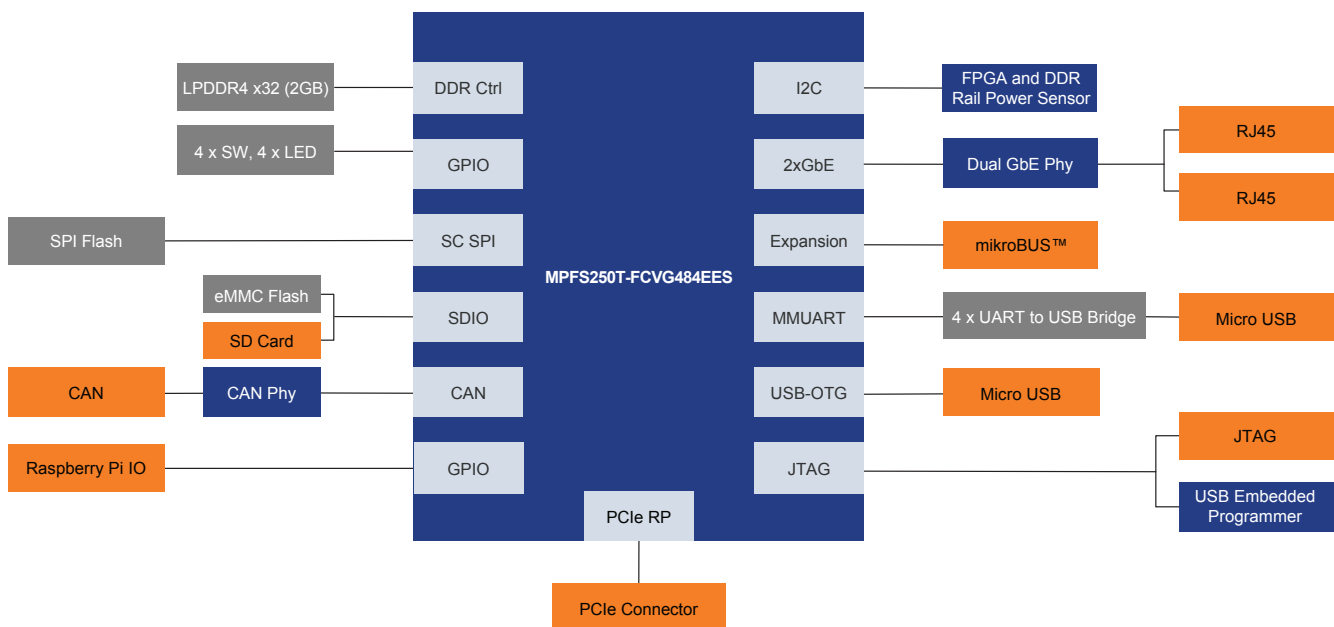 LPDDR4 x32 (2GB)
DDR Ctrl
4 x SW, 4 x LED
GPIO
SPI Flash
SC SPI
eMMC Flash
SD Card
SDIO
CAN
CAN Phy
CAN
Raspberry Pi IO
GPIO
MPFS250T-FCVG484EES
PCIe RP
PCIe Connector
I2C
FPGA and DDR
Rail Power Sensor
2xGbE
Dual GbE Phy
RJ45
RJ45
Expansion
mikroBUS™
MMUART
4 x UART to USB Bridge
Micro USB
USB-OTG
Micro USB
JTAG
JTAG
USB Embedded
Programmer